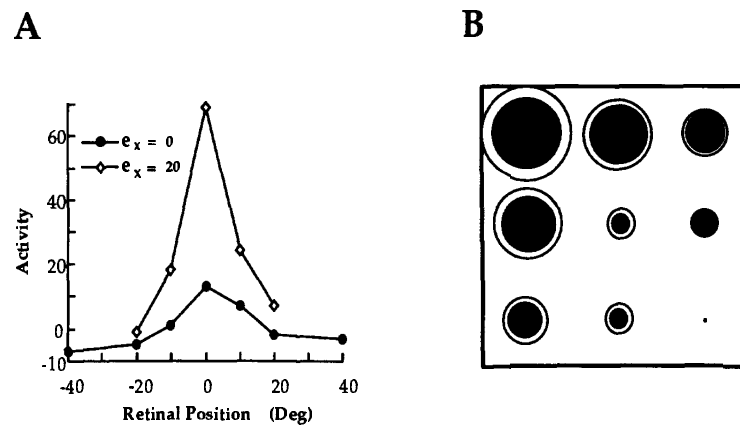 A
B
60
40
20
0
-10
Activity
e x = 0
e x = 20
-40 -20 0 20 40
Retinal Position (Deg)